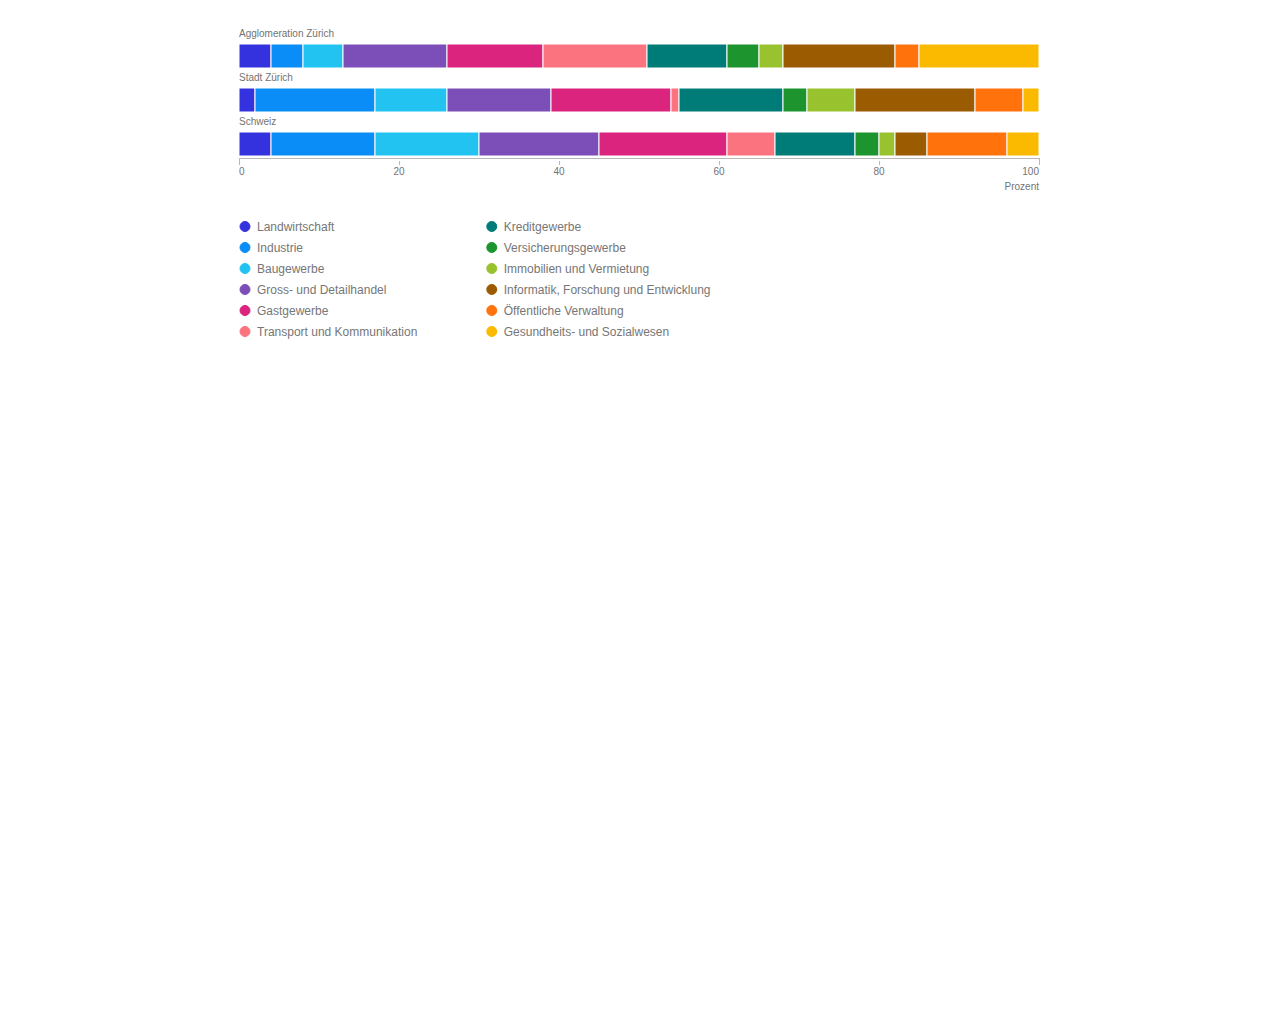 Agglomeration Zürich
Stadt Zürich
Schweiz
0 20 40 60 80 100
Prozent
Landwirtschaft
Industrie
Baugewerbe
Gross- und Detailhandel
Gastgewerbe
Transport und Kommunikation
Kreditgewerbe
Versicherungsgewerbe
Immobilien und Vermietung
Informatik, Forschung und Entwicklung
Öffentliche Verwaltung
Gesundheits- und Sozialwesen